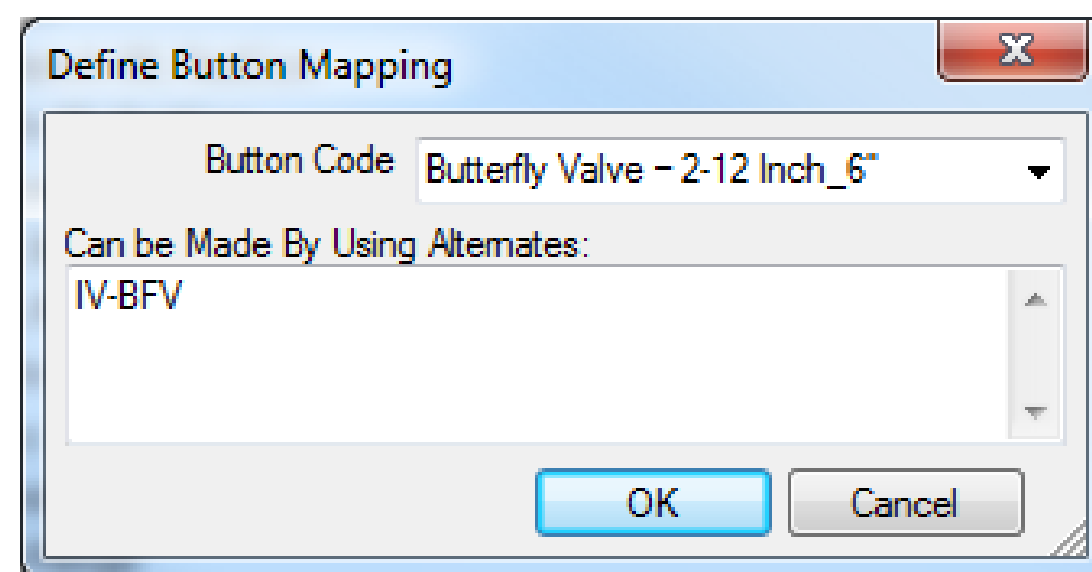 Define Button Mapping
Button Code Butterfly Valve – 2-12 Inch_6"
Can be Made By Using Alternates:
IV-BFV
OK Cancel